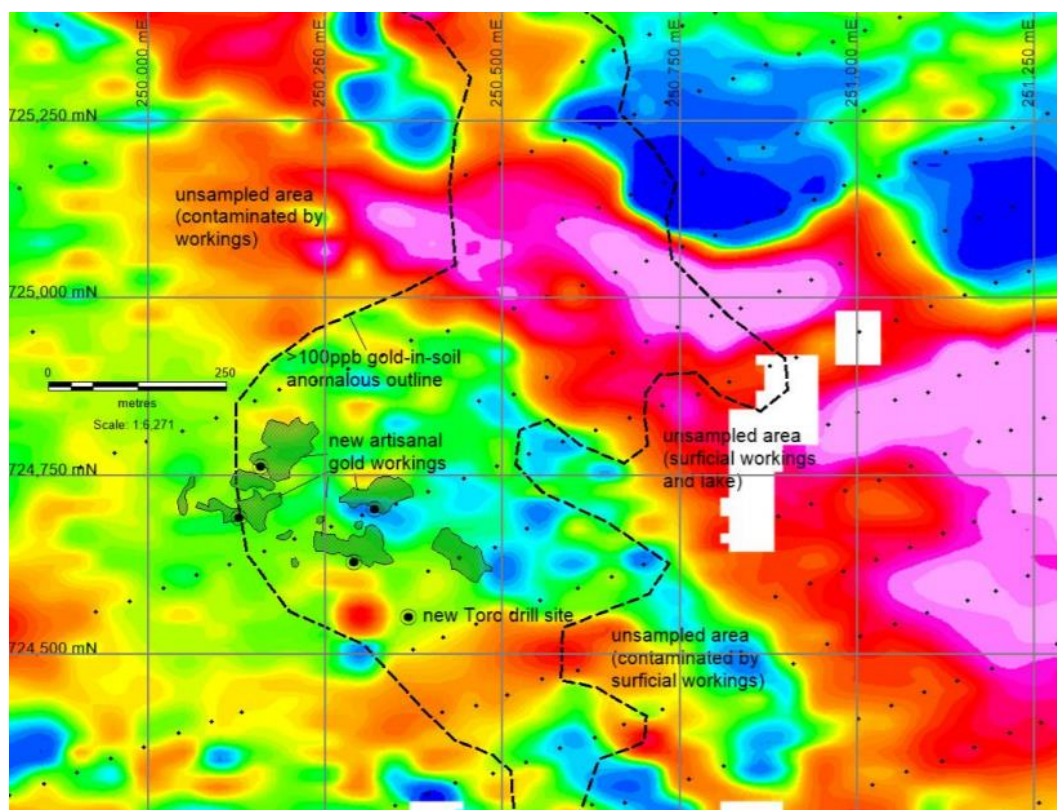 250,000 mE
250,250 mE
250,500 mE
250,750 mE
251,000 mE
251,250 mE
725,250 mN
unsampled area
(contaminated by
workings)
725,000 mN
>100ppb gold-in-soil
anomalous outline
0
250
metres
Scale: 1:6,271
new artisanal
gold workings
unsampled area
(surficial workings
and lake)
724,750 mN
new Toro drill site
unsampled area
(contaminated by
surficial workings)
724,500 mN